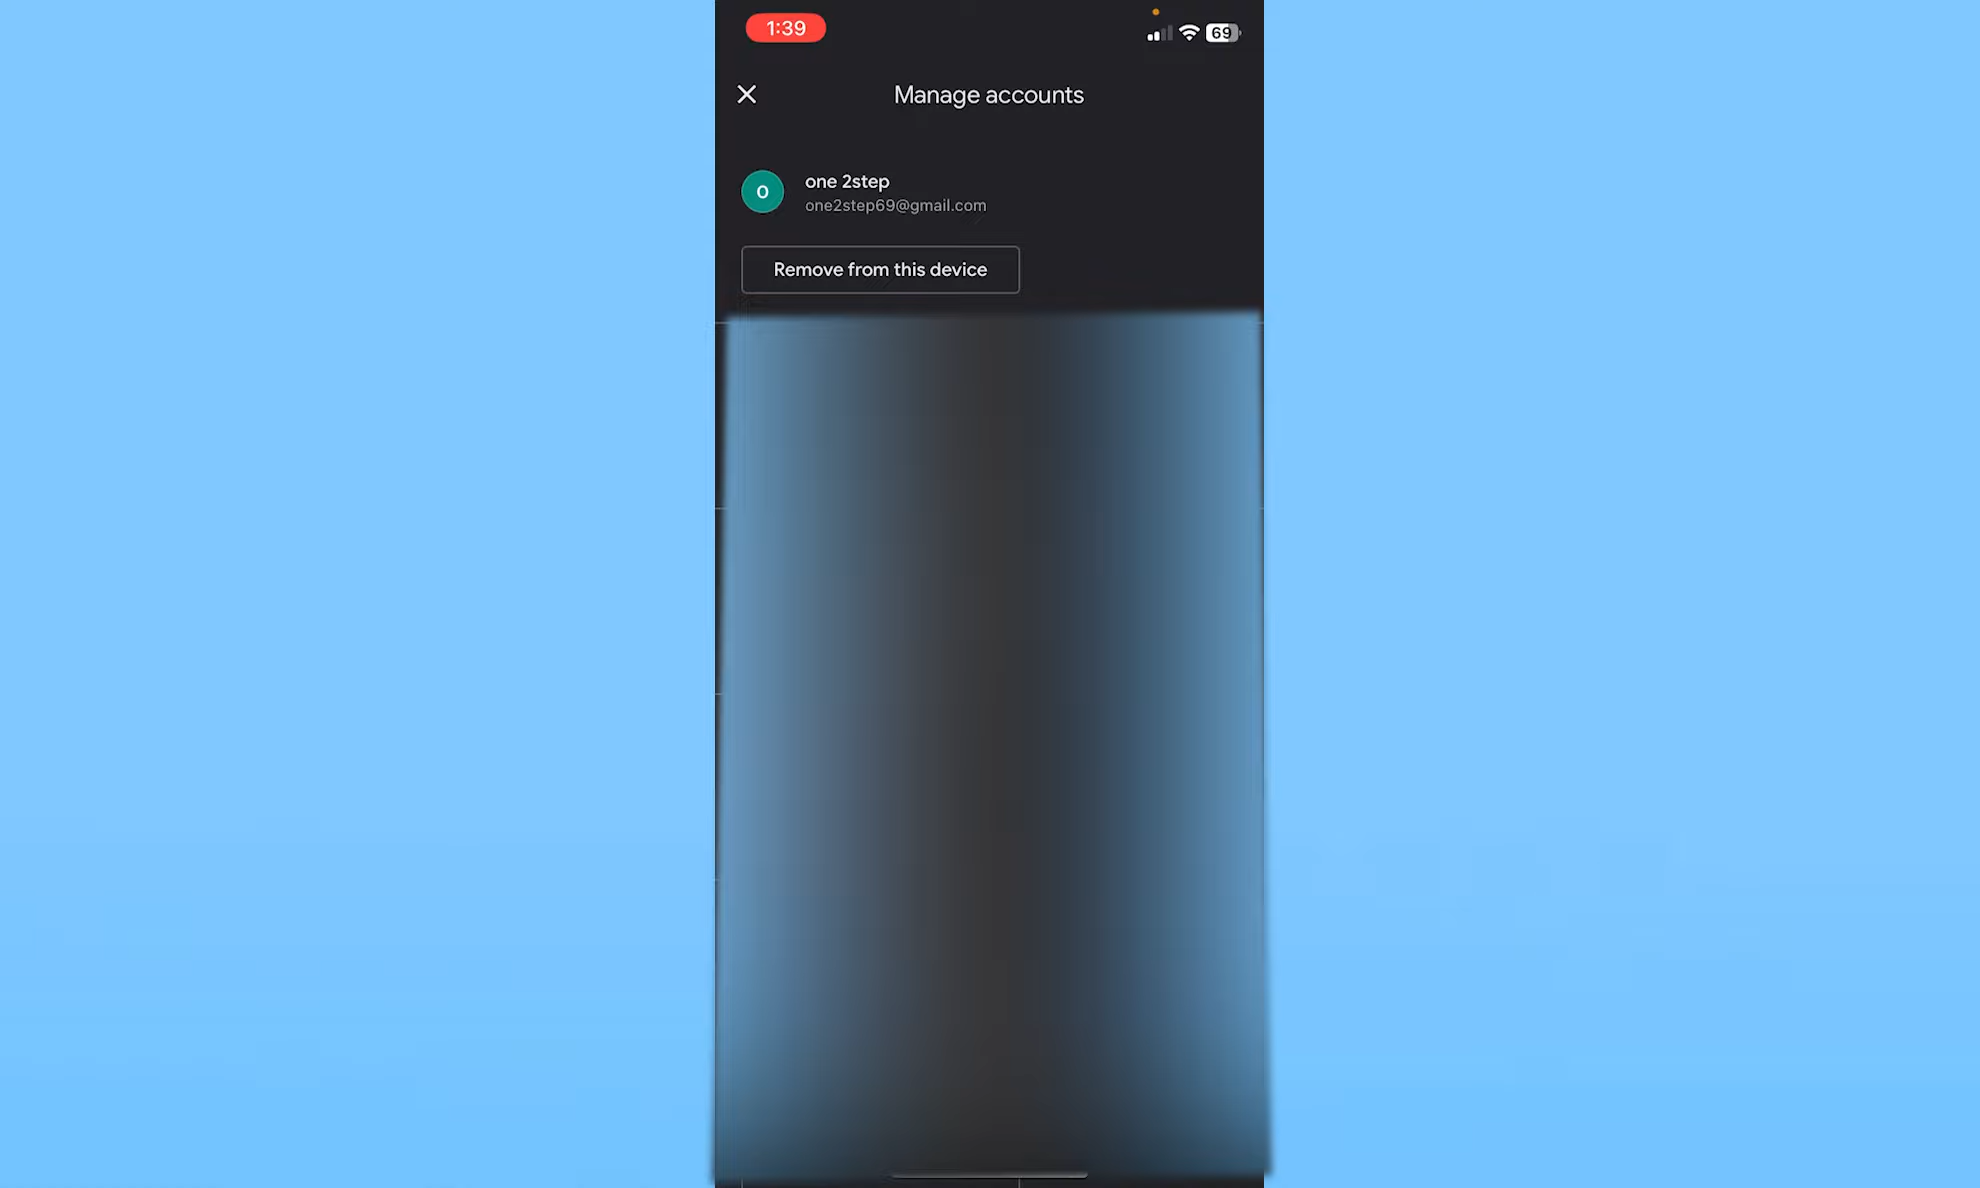 1:39
69
Manage accounts
O
one 2step
one2step69@gmail.com
Remove from this device